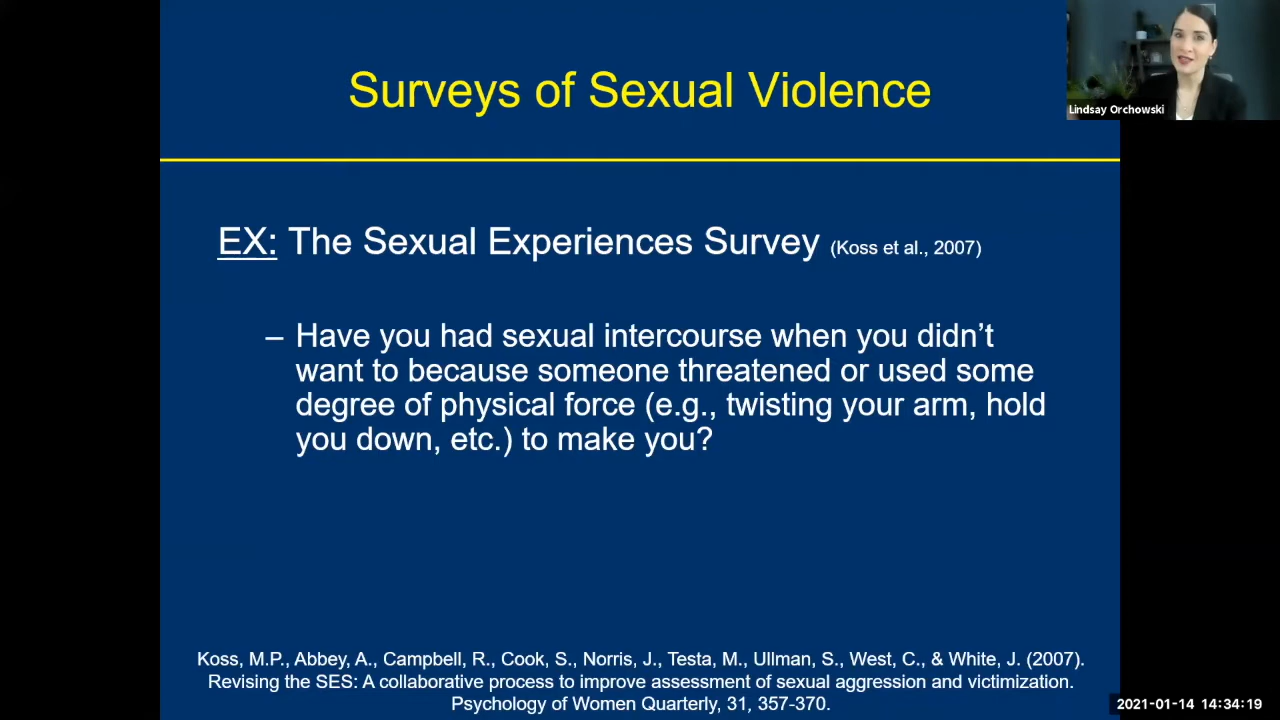 Surveys of Sexual Violence
Lindsay Orchowski
EX: The Sexual Experiences Survey (Koss et al., 2007)
– Have you had sexual intercourse when you didn’t
want to because someone threatened or used some
degree of physical force (e.g., twisting your arm, hold
you down, etc.) to make you?
Koss, M.P., Abbey, A., Campbell, R., Cook, S., Norris, J., Testa, M., Ullman, S., West, C., & White, J. (2007).
Revising the SES: A collaborative process to improve assessment of sexual aggression and victimization.
Psychology of Women Quarterly, 31, 357-370.
2021-01-14 14:34:19